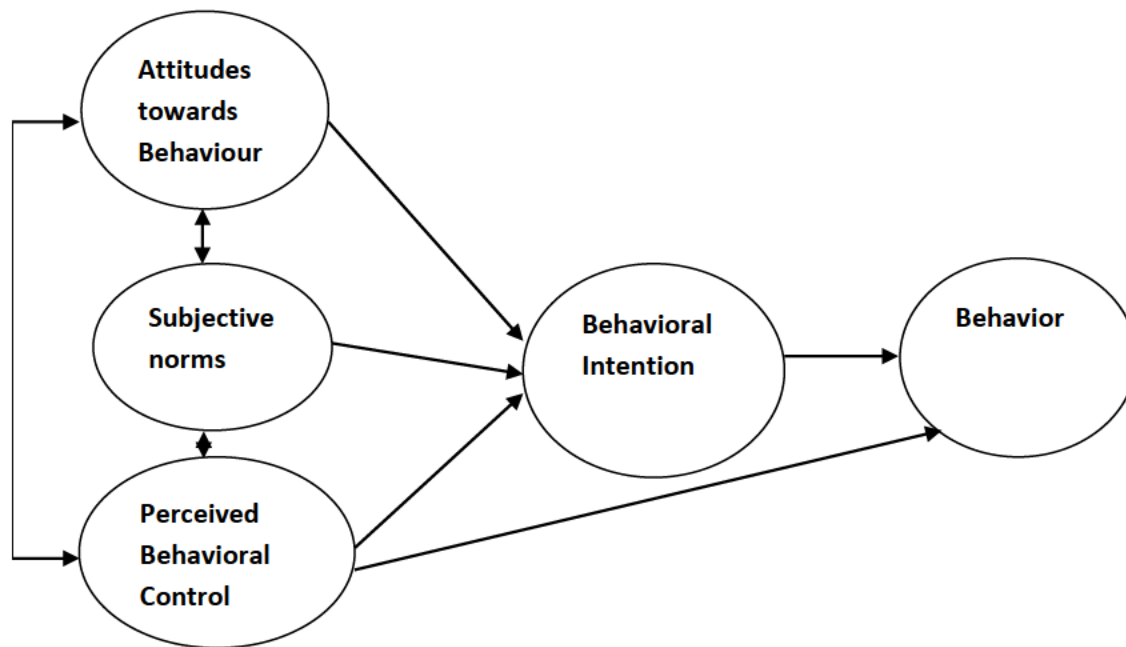 Attitudes
towards
Behaviour
Subjective
norms
Perceived
Behavioral
Control
Behavioral
Intention
Behavior